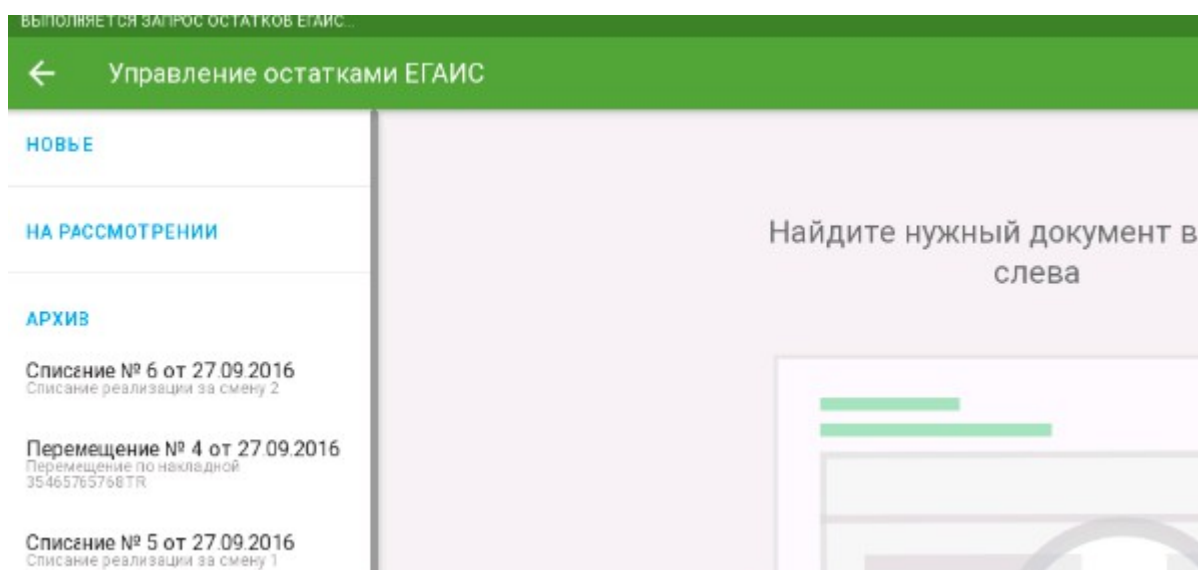 ВЫПОЛНЯЕТСЯ ЗАПРОС ОСТАТКОВ ЕГАИС...
Управление остатками ЕГАИС
НОВЫЕ
НА РАССМОТРЕНИИ
АРХИВ
Списание № 6 от 27.09.2016
Списание реализации за смену 2
Перемещение № 4 от 27.09.2016
Перемещение по накладной
35465765768TR
Списание № 5 от 27.09.2016
Списание реализации за смену 1
Найдите нужный документ в
слева